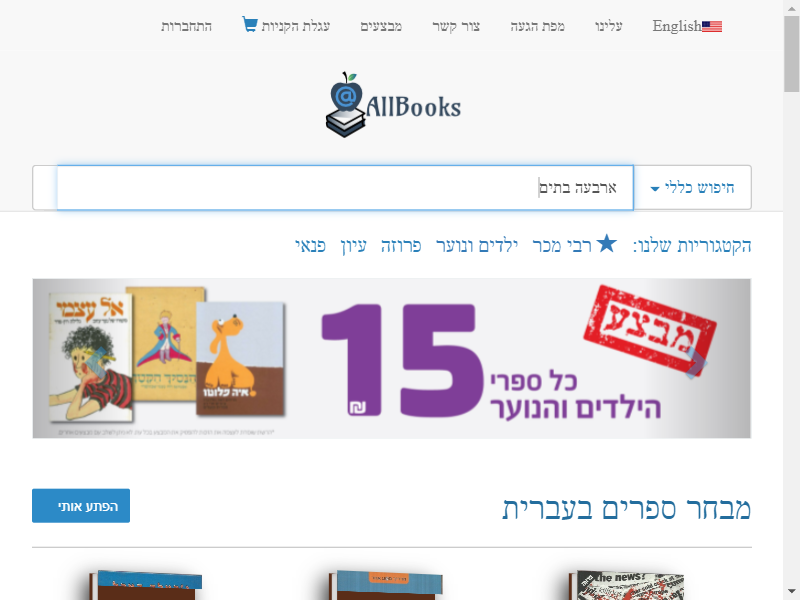 English עלינו מפת הגעה צור קשר מבצעים עגלת הקניות התחברות
@ AllBooks
חיפוש כללי ארבעה בתים
הקטגוריות שלנו: רבי מכר ילדים ונוער פרוזה עיון פנאי
מבצע
כל ספרי
הילדים והנוער
15 ₪
אל עצמי
הנסיך הקטן
איה פלוטו
מבחר ספרים בעברית
הפתע אותי
the news!